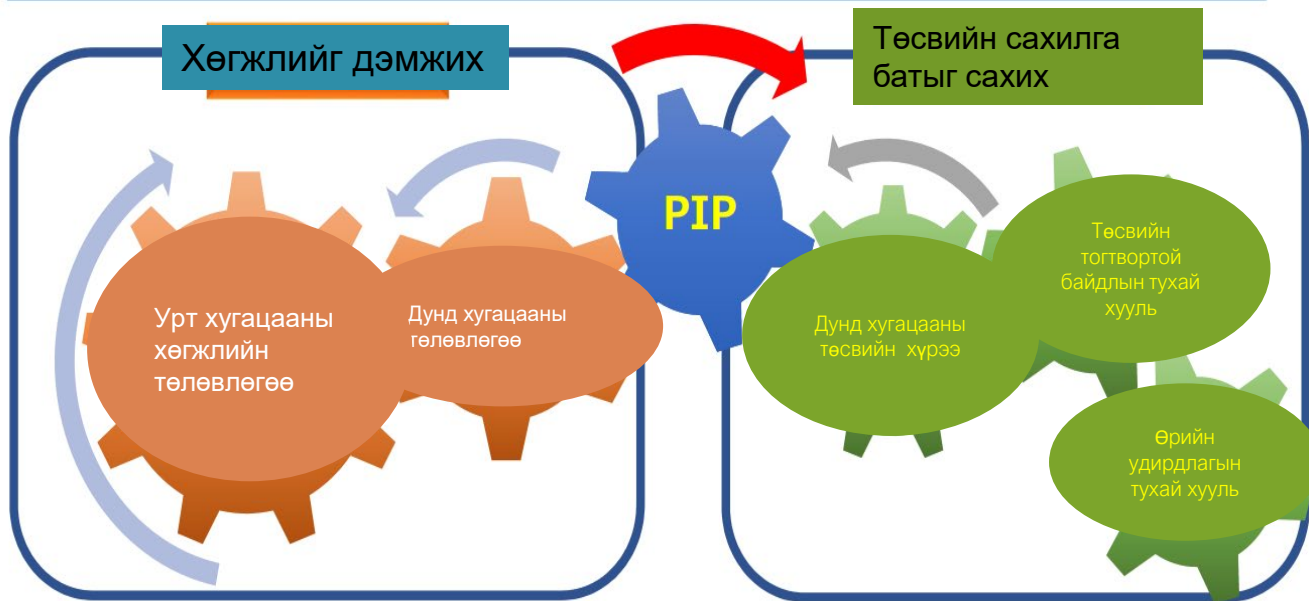 Хөгжлийг дэмжих
Төсвийн сахилга
батыг сахих
PIP
Урт хугацааны
хөгжлийн
төлөвлөгөө
Дунд хугацааны
төлөвлөгөө
Дунд хугацааны
төсвийн хүрээ
Төсвийн
тогтвортой
байдлын тухай
хууль
Өрийн
удирдлагын
тухай хууль